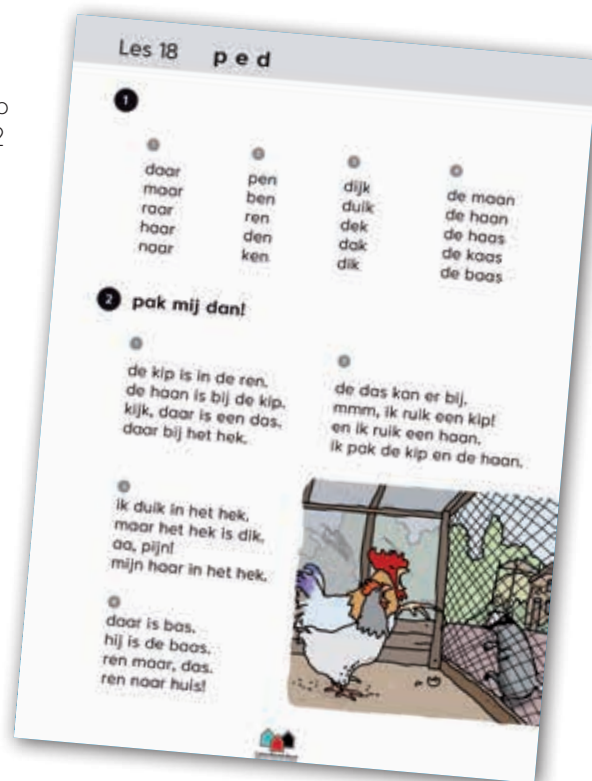 Les 18 p e d
1
daar
maar
raar
haar
naar
pen
ben
ren
den
ken
dijk
duik
dek
dak
dik
de maan
de haan
de haas
de kaas
de baas
2 pak mij dan!
de kip is in de ren.
de haan is bij de kip.
kijk, daar is een das.
daar bij het hek.
de das kan er bij.
mmm, ik ruik een kip!
en ik ruik een haan.
ik pak de kip en de haan.
ik duik in het hek.
maar het hek is dik.
aa, pijn!
mijn haar in het hek.
daar is bas.
hij is de baas.
ren maar, das.
ren naar huis!